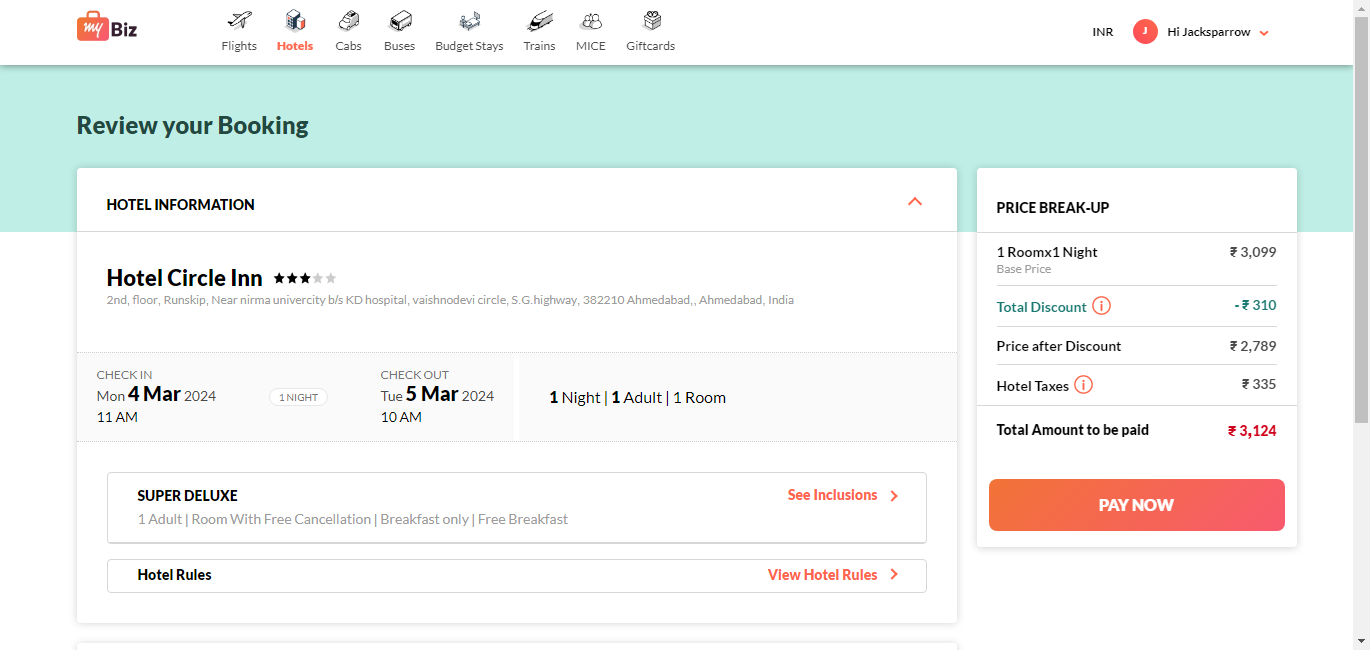 my Biz
Flights
Hotels
Cabs
Buses
Budget Stays
Trains
MICE
Giftcards
INR
J
Hi Jacksparrow
Review your Booking
HOTEL INFORMATION
Hotel Circle Inn
2nd, floor, Runskip, Near nirma univercity b/s KD hospital, vaishnodevi circle, S.G.highway, 382210 Ahmedabad,, Ahmedabad, India
CHECK IN
Mon 4 Mar 2024
11 AM
1 NIGHT
CHECK OUT
Tue 5 Mar 2024
10 AM
1 Night | 1 Adult | 1 Room
SUPER DELUXE
See Inclusions
1 Adult | Room With Free Cancellation | Breakfast only | Free Breakfast
Hotel Rules
View Hotel Rules
PRICE BREAK-UP
1 Roomx1 Night ₹ 3,099
Base Price
Total Discount i - ₹ 310
Price after Discount ₹ 2,789
Hotel Taxes i ₹ 335
Total Amount to be paid ₹ 3,124
PAY NOW